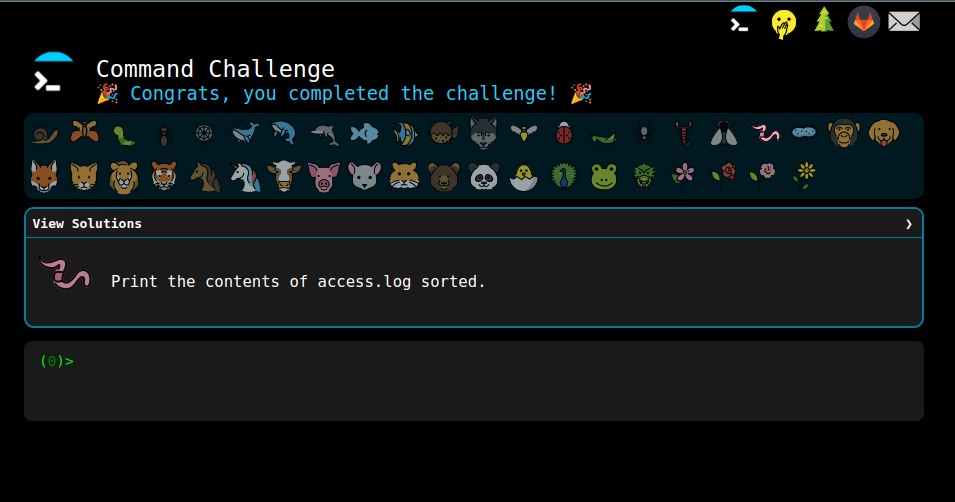 Command Challenge
🎉 Congrats, you completed the challenge! 🎉
View Solutions ❯
Print the contents of access.log sorted.
(0)>